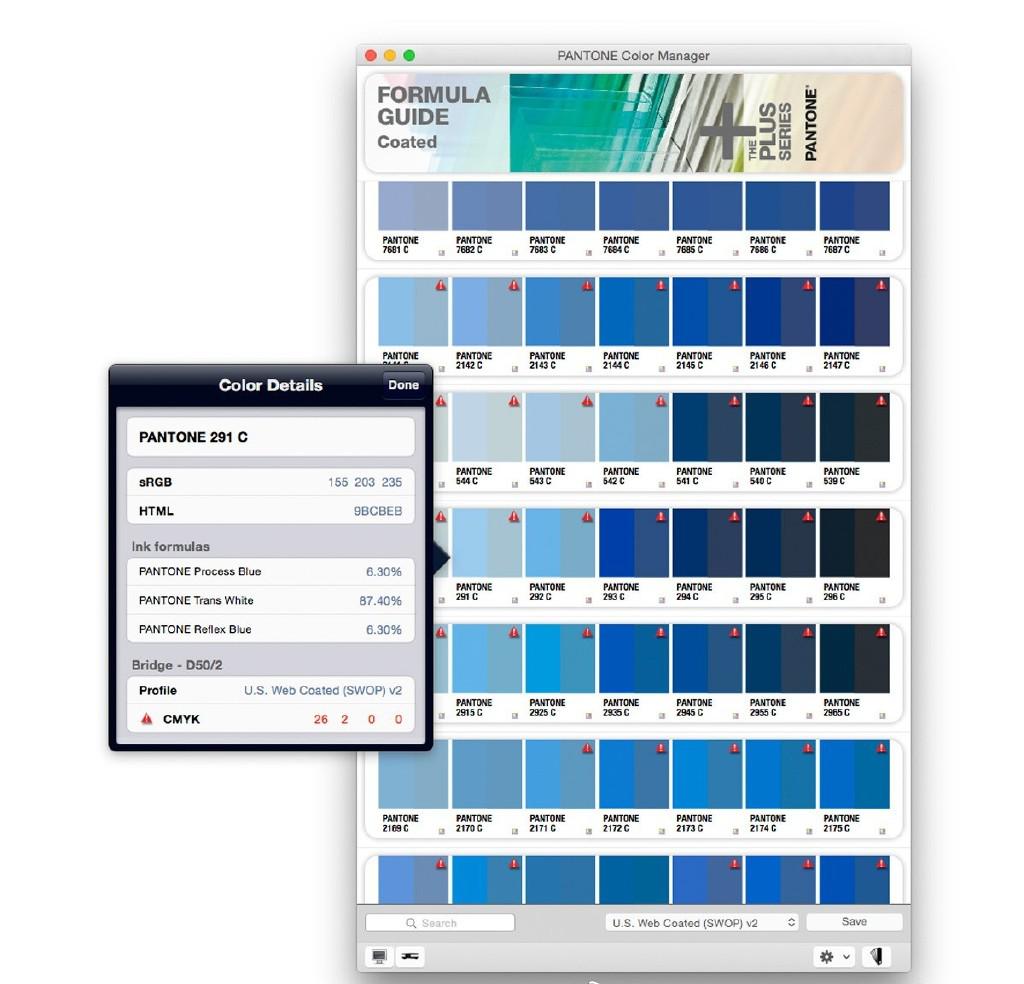 PANTONE Color Manager
FORMULA
GUIDE
Coated
THE
PLUS
SERIES
PANTONE®
PANTONE PANTONE PANTONE PANTONE PANTONE PANTONE PANTONE
7681 C 7682 C 7683 C 7684 C 7685 C 7686 C 7687 C
PANTONE PANTONE PANTONE PANTONE PANTONE PANTONE PANTONE
2142 C 2143 C 2144 C 2145 C 2146 C 2147 C
PANTONE PANTONE PANTONE PANTONE PANTONE PANTONE
544 C 543 C 542 C 541 C 540 C 539 C
PANTONE PANTONE PANTONE PANTONE PANTONE PANTONE
291 C 292 C 293 C 294 C 295 C 296 C
PANTONE PANTONE PANTONE PANTONE PANTONE PANTONE
2915 C 2925 C 2935 C 2945 C 2955 C 2965 C
PANTONE PANTONE PANTONE PANTONE PANTONE PANTONE PANTONE
2169 C 2170 C 2171 C 2172 C 2173 C 2174 C 2175 C
Color Details Done
PANTONE 291 C
sRGB 155 203 235
HTML 9BCBEB
Ink formulas
PANTONE Process Blue 6.30%
PANTONE Trans White 87.40%
PANTONE Reflex Blue 6.30%
Bridge - D50/2
Profile U.S. Web Coated (SWOP) v2
CMYK 26 2 0 0
Search U.S. Web Coated (SWOP) v2 Save